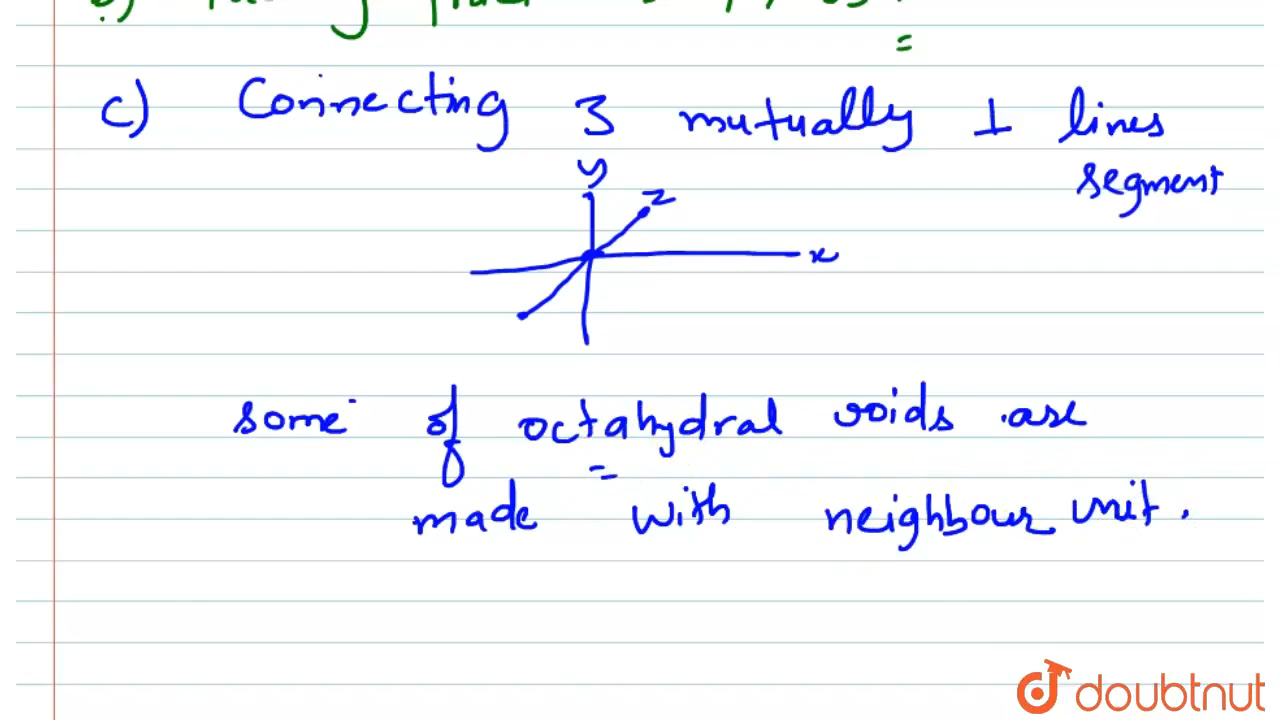 c) Connecting 3 mutually ⊥ lines
segment
y
z
x
some of octahydral voids are
made with neighbour unit.
doubtnut